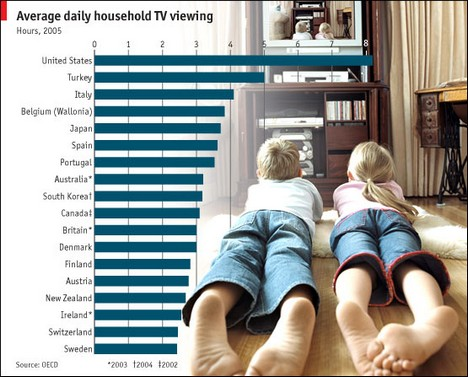 Average daily household TV viewing
Hours, 2005
0 1 2 3 4 5 6 7 8
United States
Turkey
Italy
Belgium (Wallonia)
Japan
Spain
Portugal
Australia*
South Korea†
Canada‡
Britain*
Denmark
Finland
Austria
New Zealand
Ireland*
Switzerland
Sweden
Source: OECD *2003 †2004 ‡2002